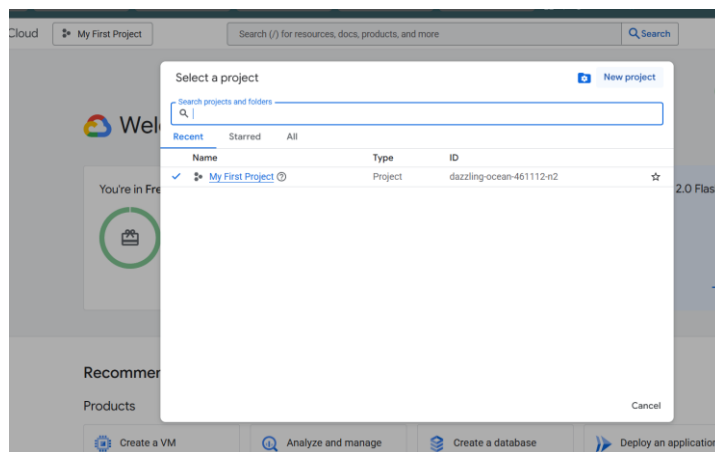 Cloud My First Project Search (/) for resources, docs, products, and more Search
Select a project New project
Search projects and folders
Recent Starred All
Name Type ID
My First Project Project dazzling-ocean-461112-n2
Wel
You're in Fre
2.0 Flas
Cancel
Recommer
Products
Create a VM Analyze and manage Create a database Deploy an application